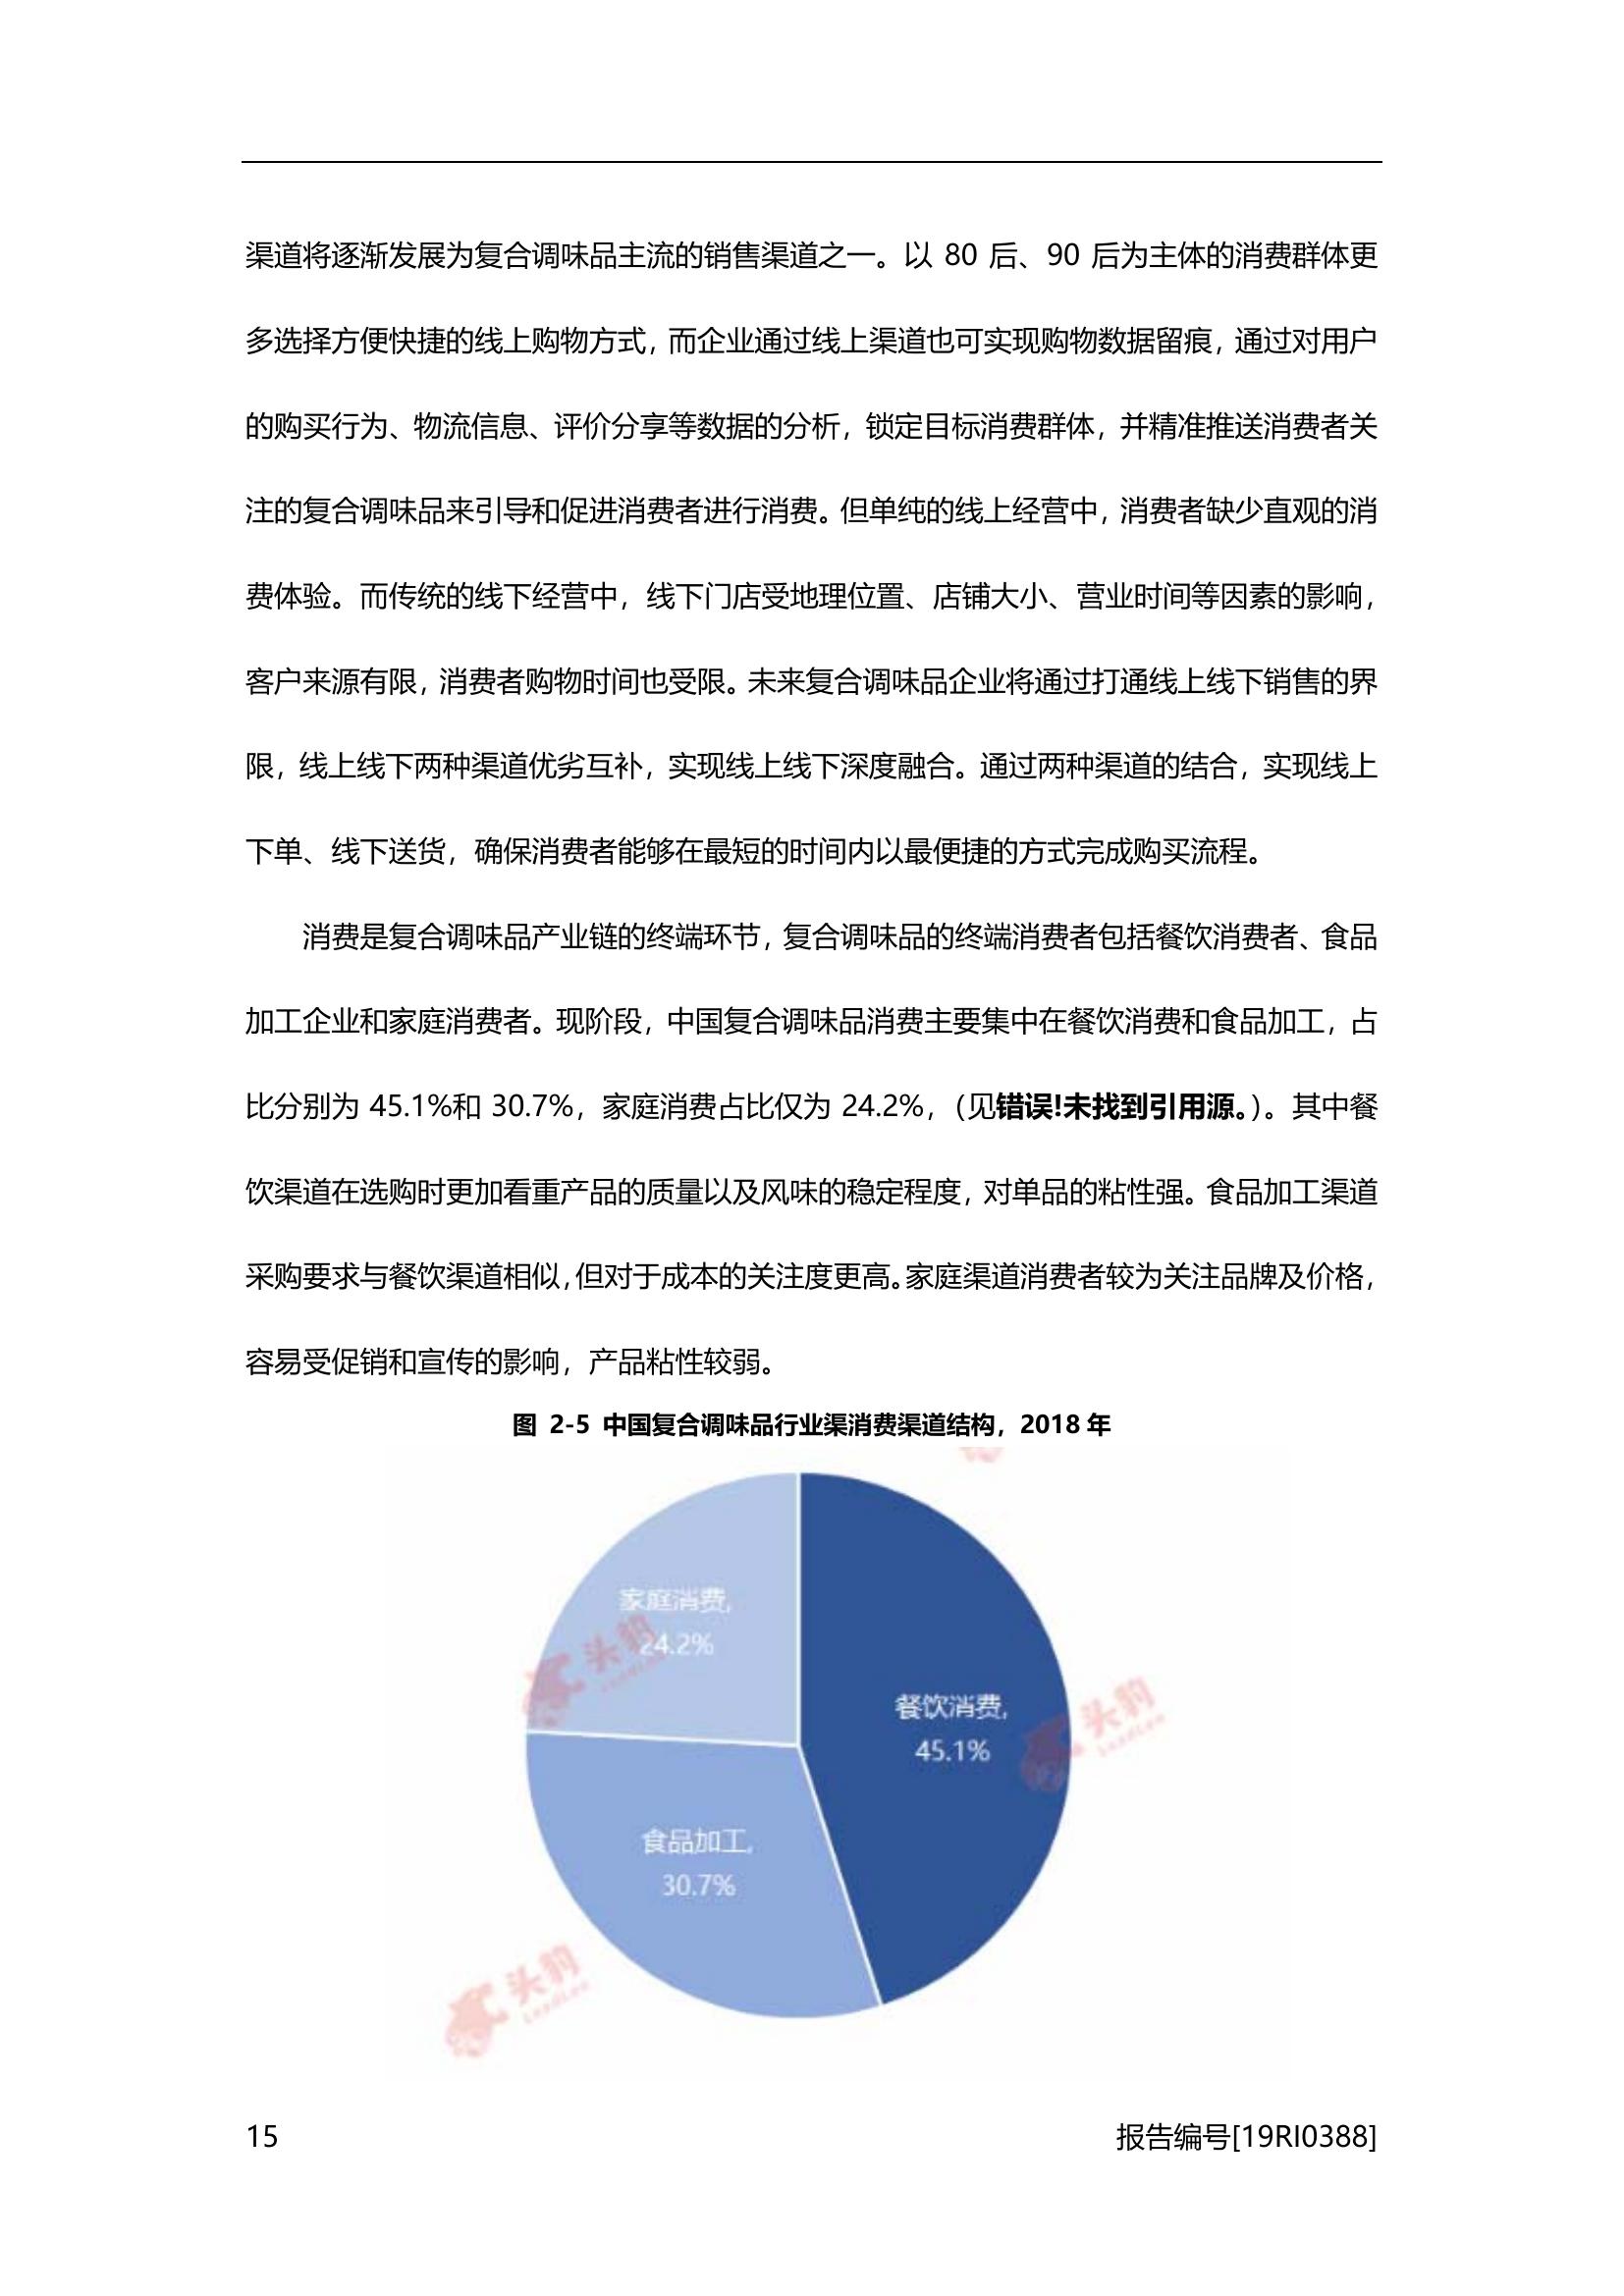 渠道将逐渐发展为复合调味品主流的销售渠道之一。以 80 后、90 后为主体的消费群体更
多选择方便快捷的线上购物方式，而企业通过线上渠道也可实现购物数据留痕，通过对用户
的购买行为、物流信息、评价分享等数据的分析，锁定目标消费群体，并精准推送消费者关
注的复合调味品来引导和促进消费者进行消费。但单纯的线上经营中，消费者缺少直观的消
费体验。而传统的线下经营中，线下门店受地理位置、店铺大小、营业时间等因素的影响，
客户来源有限，消费者购物时间也受限。未来复合调味品企业将通过打通线上线下销售的界
限，线上线下两种渠道优劣互补，实现线上线下深度融合。通过两种渠道的结合，实现线上
下单、线下送货，确保消费者能够在最短的时间内以最便捷的方式完成购买流程。
消费是复合调味品产业链的终端环节，复合调味品的终端消费者包括餐饮消费者、食品
加工企业和家庭消费者。现阶段，中国复合调味品消费主要集中在餐饮消费和食品加工，占
比分别为 45.1%和 30.7%，家庭消费占比仅为 24.2%，（见错误!未找到引用源。）。其中餐
饮渠道在选购时更加看重产品的质量以及风味的稳定程度，对单品的粘性强。食品加工渠道
采购要求与餐饮渠道相似，但对于成本的关注度更高。家庭渠道消费者较为关注品牌及价格，
容易受促销和宣传的影响，产品粘性较弱。
图 2-5 中国复合调味品行业渠消费渠道结构，2018 年
家庭消费,
24.2%
头豹
LeadLeo
餐饮消费,
45.1%
头豹
LeadLeo
食品加工,
30.7%
头豹
LeadLeo
15
报告编号[19RI0388]